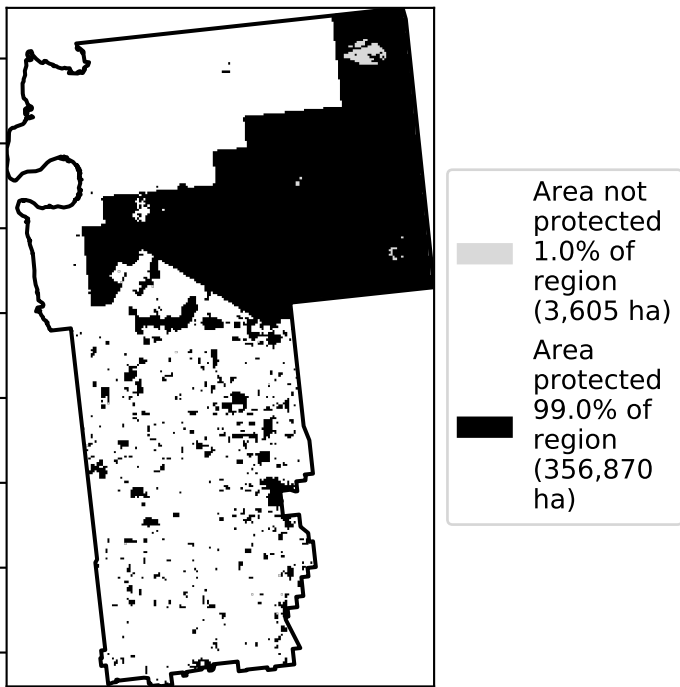 Area not
protected
1.0% of
region
(3,605 ha)
Area
protected
99.0% of
region
(356,870
ha)